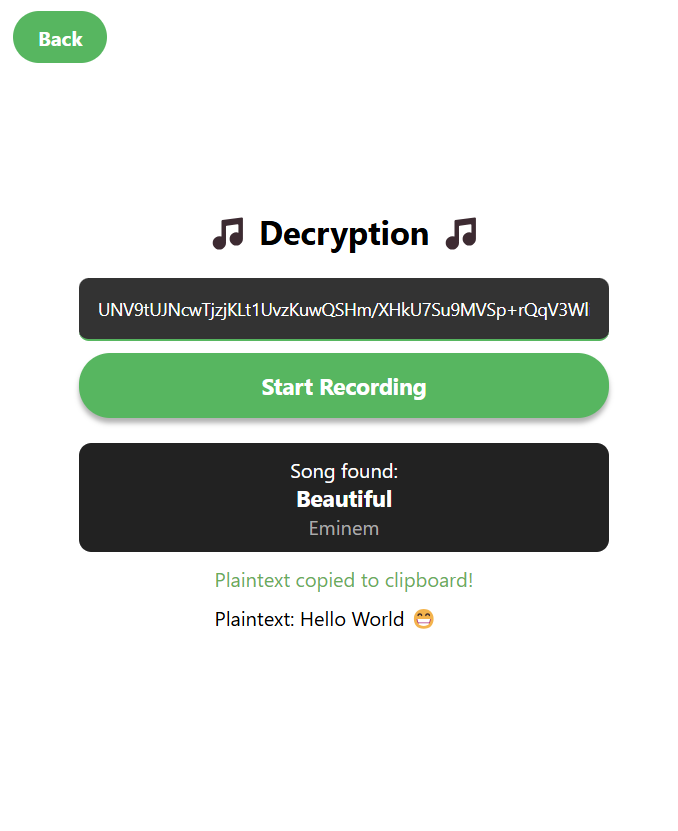 Back
🎵 Decryption 🎵
UNV9tUJNcwTjzjKLt1UvzKuwQSHm/XHkU7Su9MVSp+rQqV3Wl
Start Recording
Song found:
Beautiful
Eminem
Plaintext copied to clipboard!
Plaintext: Hello World 😁